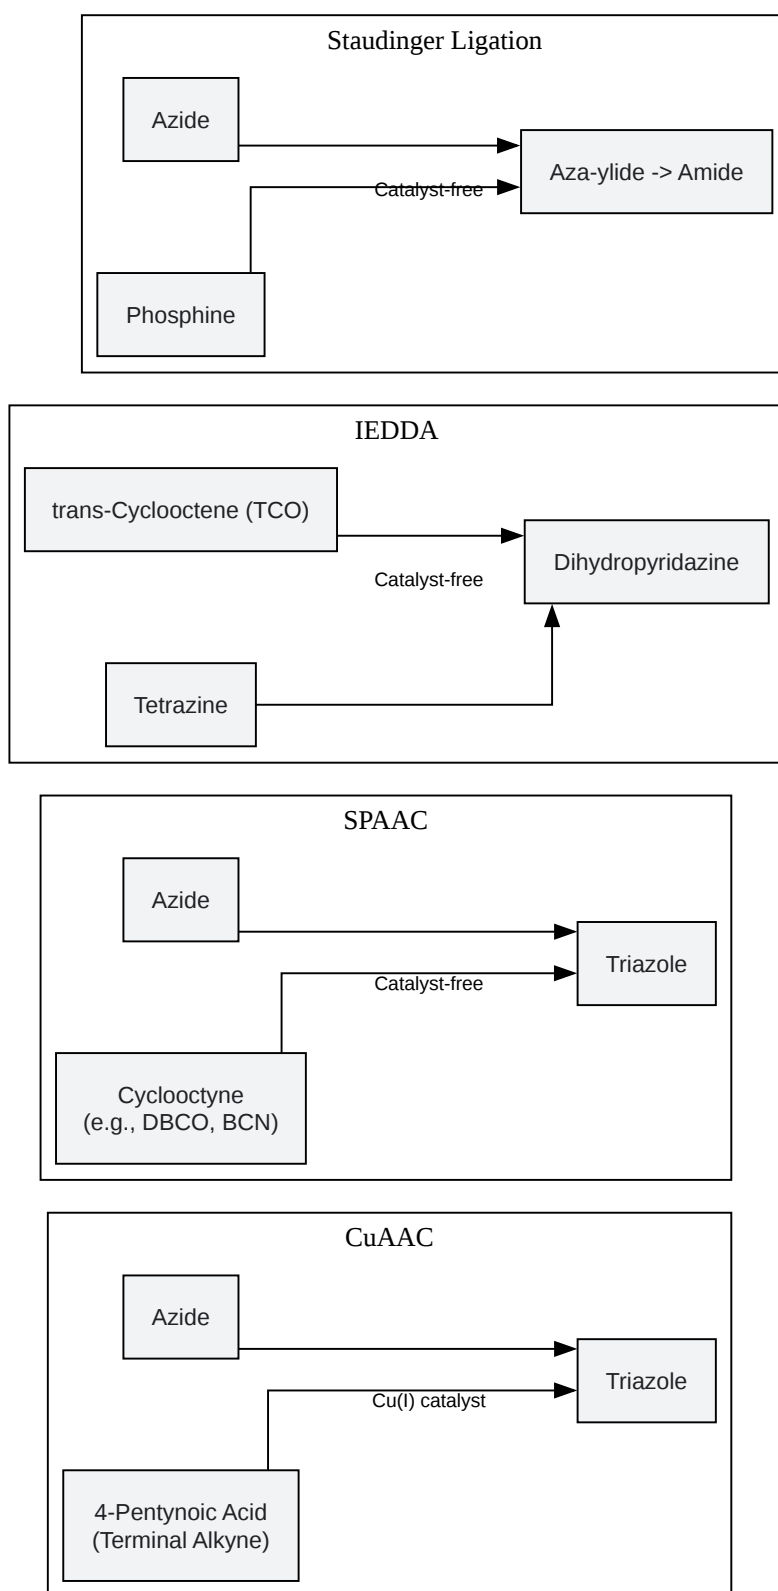 Staudinger Ligation
Azide
Aza-ylide -> Amide
Catalyst-free
Phosphine
IEDDA
trans-Cyclooctene (TCO)
Dihydropyridazine
Catalyst-free
Tetrazine
SPAAC
Azide
Triazole
Catalyst-free
Cyclooctyne
(e.g., DBCO, BCN)
CuAAC
Azide
Triazole
Cu(I) catalyst
4-Pentynoic Acid
(Terminal Alkyne)